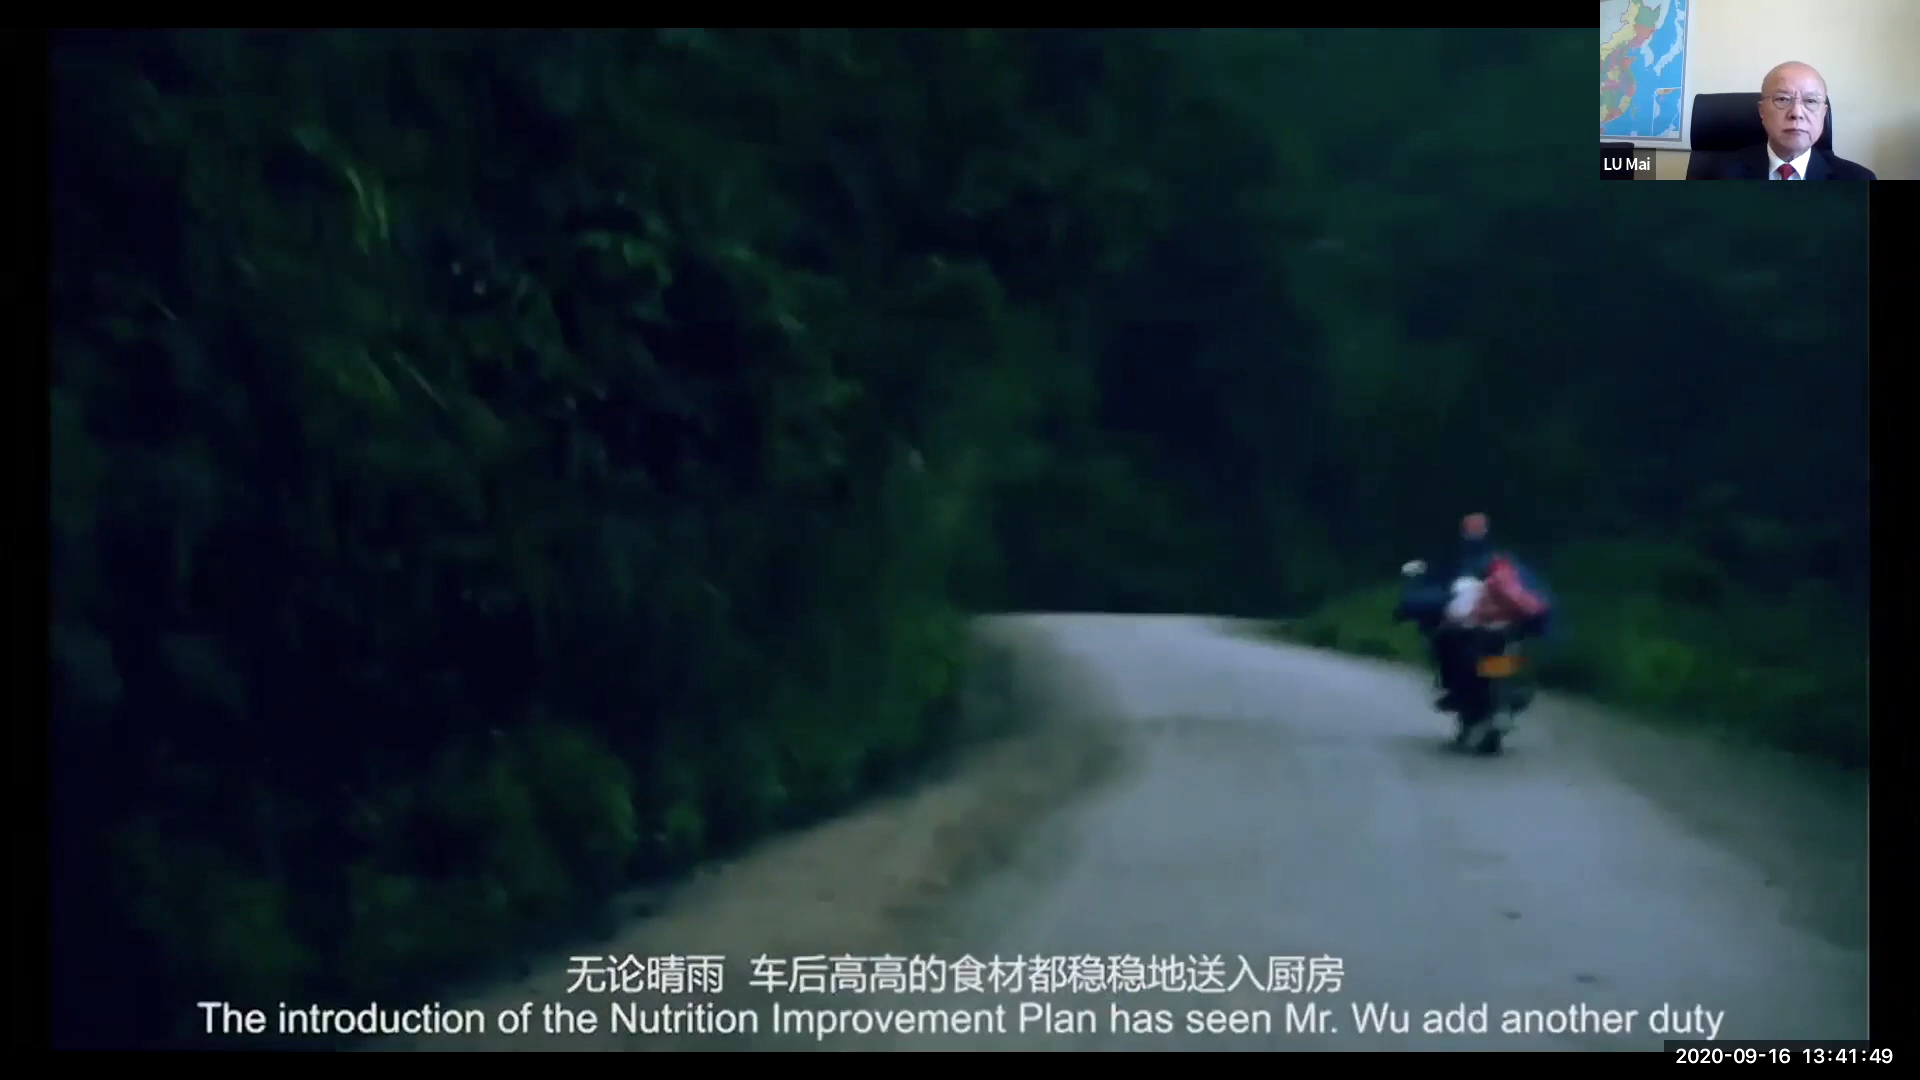 LU Mai
无论晴雨 车后高高的食材都稳稳地送入厨房
The introduction of the Nutrition Improvement Plan has seen Mr. Wu add another duty
2020-09-16 13:41:49